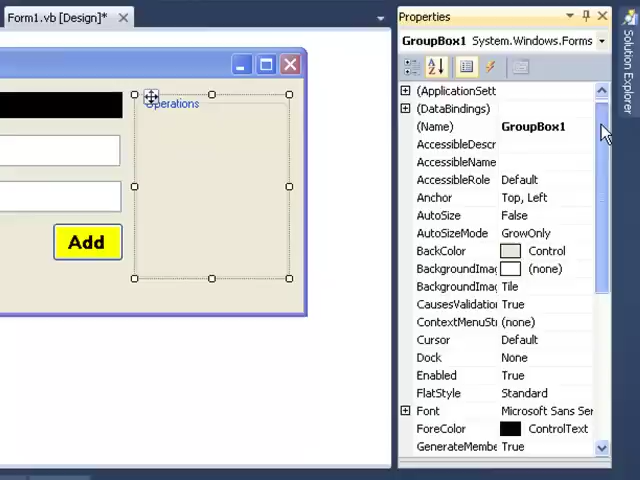 Form1.vb [Design]*
Operations
Add
Properties
GroupBox1 System.Windows.Forms
(ApplicationSett
(DataBindings)
(Name) GroupBox1
AccessibleDescr
AccessibleName
AccessibleRole Default
Anchor Top, Left
AutoSize False
AutoSizeMode GrowOnly
BackColor Control
BackgroundImag (none)
BackgroundImag Tile
CausesValidation True
ContextMenuStr (none)
Cursor Default
Dock None
Enabled True
FlatStyle Standard
Font Microsoft Sans Ser
ForeColor ControlText
GenerateMembe True
Solution Explorer